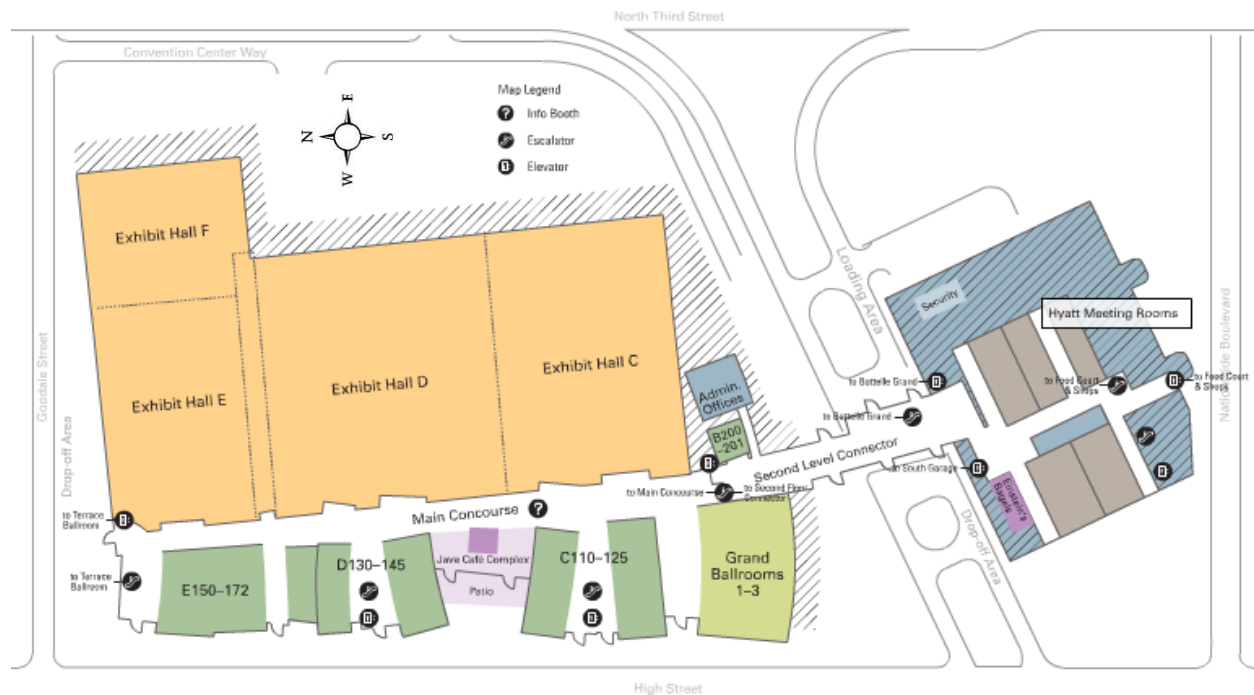 North Third Street
Convention Center Way
E
N
S
W
Map Legend
Info Booth
Escalator
Elevator
Exhibit Hall F
Exhibit Hall E
Exhibit Hall D
Exhibit Hall C
Goodale Street
Drop-off Area
Loading Area
Security
Hyatt Meeting Rooms
Admin.
Offices
B200
-201
to Battelle Grand
to Battelle Grand
to Food Court
& Shops
to Food Court
& Shops
Nationwide Boulevard
Second Level Connector
to South Garage
Einstein's
Bagels
to Main Concourse
to Second Floor
Connector
Main Concourse
to Terrace
Ballroom
to Terrace
Ballroom
E150–172
D130–145
Java Café Complex
Patio
C110–125
Grand
Ballrooms
1–3
Drop-off Area
High Street